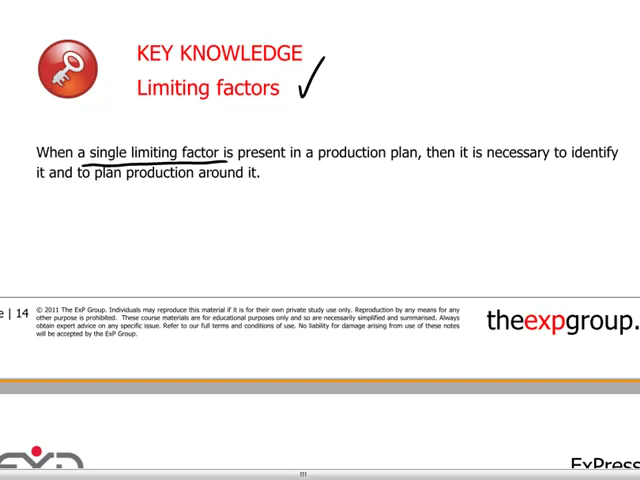 KEY KNOWLEDGE
Limiting factors
When a single limiting factor is present in a production plan, then it is necessary to identify
it and to plan production around it.
e | 14
© 2011 The ExP Group. Individuals may reproduce this material if it is for their own private study use only. Reproduction by any means for any
other purpose is prohibited. These course materials are for educational purposes only and so are necessarily simplified and summarised. Always
obtain expert advice on any specific issue. Refer to our full terms and conditions of use. No liability for damage arising from use of these notes
will be accepted by the ExP Group.
theexpgroup.
ExPress